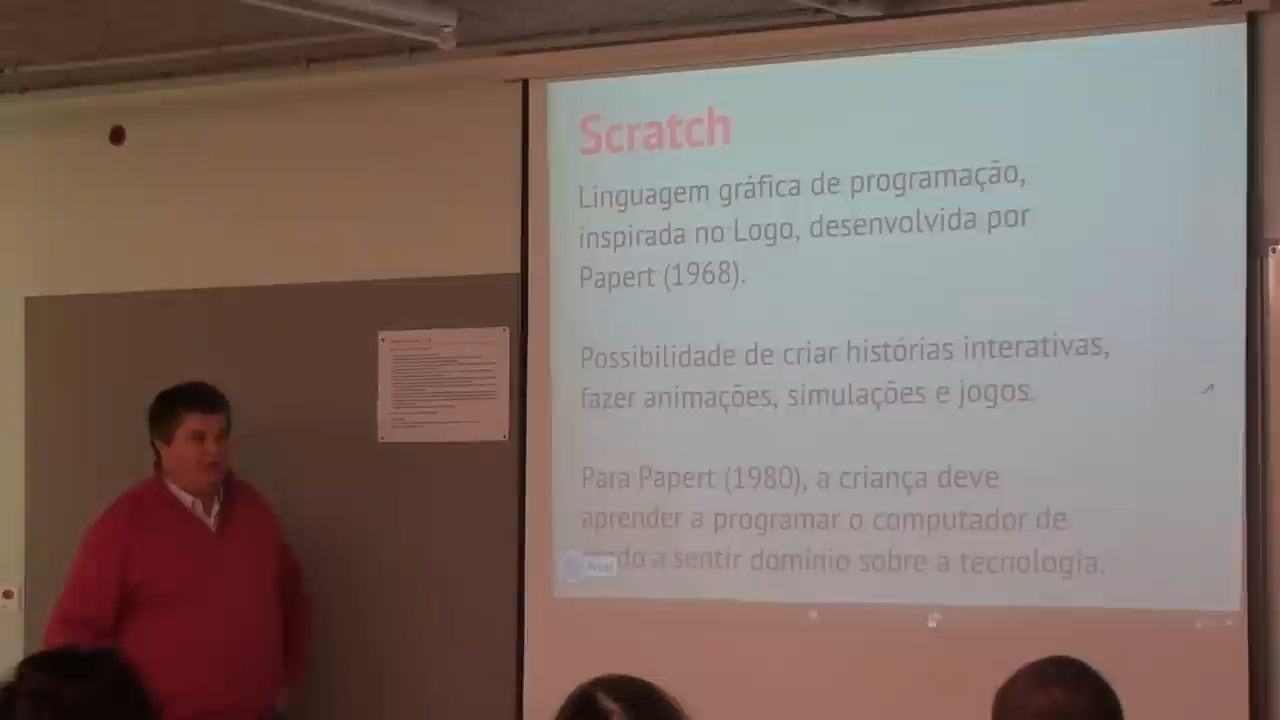 Scratch
Linguagem gráfica de programação,
inspirada no Logo, desenvolvida por
Papert (1968).
Possibilidade de criar histórias interativas,
fazer animações, simulações e jogos.
Para Papert (1980), a criança deve
aprender a programar o computador de
a sentir domínio sobre a tecnologia.
Prezi